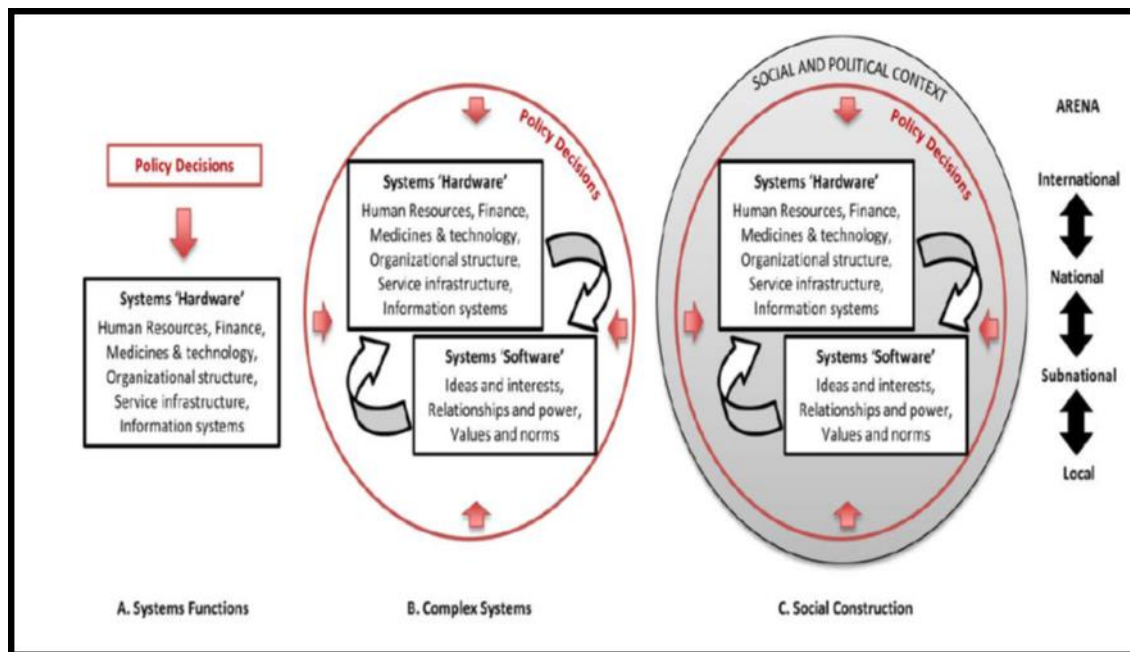 Policy Decisions
Systems 'Hardware'
Human Resources, Finance,
Medicines & technology,
Organizational structure,
Service infrastructure,
Information systems
A. Systems Functions
Policy Decisions
Systems 'Hardware'
Human Resources, Finance,
Medicines & technology,
Organizational structure,
Service infrastructure,
Information systems
Systems 'Software'
Ideas and interests,
Relationships and power,
Values and norms
B. Complex Systems
SOCIAL AND POLITICAL CONTEXT
Policy Decisions
Systems 'Hardware'
Human Resources, Finance,
Medicines & technology,
Organizational structure,
Service infrastructure,
Information systems
Systems 'Software'
Ideas and interests,
Relationships and power,
Values and norms
C. Social Construction
ARENA
International
National
Subnational
Local